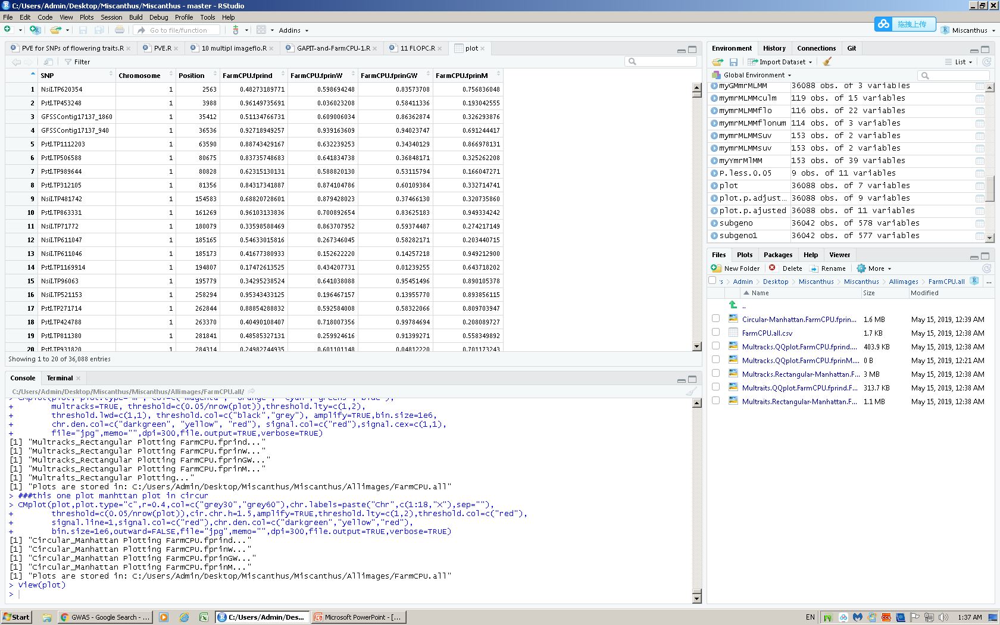 C:/Users/Admin/Desktop/Miscanthus/Miscanthus - master - RStudio
File Edit Code View Plots Session Build Debug Profile Tools Help
Go to file/function Addins
拖拽上传
Miscanthus
PVE for SNPs of flowering traits.R PVE.R 10 multipl imageflo.R GAPIT-and-FarmCPU-1.R 11 FLOPC.R plot
Filter
SNP Chromosome Position FarmCPU.fprind FarmCPU.fprinW FarmCPU.fprinGW FarmCPU.fprinM
1 NsiI.TP620354 1 2563 0.48273189771 0.598694248 0.83573708 0.756836048
2 PstI.TP453248 1 3988 0.96149735691 0.036023208 0.58411336 0.193042555
3 GFSSContig17137_1860 1 35412 0.51134766731 0.609006034 0.86362874 0.326293876
4 GFSSContig17137_940 1 36536 0.92718949257 0.939163609 0.94023747 0.691244417
5 PstI.TP1112203 1 63590 0.88743429167 0.632239253 0.34340129 0.866978131
6 PstI.TP506588 1 80675 0.83735748683 0.641834738 0.36848171 0.325262208
7 PstI.TP989644 1 80828 0.62315130131 0.588820130 0.53115794 0.166047271
8 PstI.TP312105 1 81356 0.84317341887 0.874104786 0.60109384 0.332714741
9 NsiI.TP481742 1 154583 0.68820728601 0.879428023 0.37466130 0.320735860
10 PstI.TP863331 1 161269 0.96103133836 0.700892654 0.83625183 0.949334242
11 NsiI.TP71772 1 180079 0.33598588469 0.863707952 0.59374487 0.274217149
12 NsiI.TP611047 1 185165 0.54633015816 0.267346045 0.58282171 0.203440715
13 NsiI.TP611046 1 185173 0.41677380933 0.152622220 0.14257218 0.949212900
14 PstI.TP1169914 1 194807 0.17472613525 0.434207731 0.01239255 0.643718202
15 NsiI.TP96063 1 195779 0.34295238524 0.641038088 0.95451496 0.890105378
16 NsiI.TP521153 1 258294 0.95343433125 0.196467157 0.13955770 0.893856115
17 PstI.TP271714 1 262844 0.88854288832 0.592584008 0.58322066 0.809703947
18 PstI.TP424788 1 263370 0.40490108407 0.718007356 0.99784694 0.208089727
19 PstI.TP811380 1 281841 0.48585327131 0.259924616 0.91399271 0.558349892
20 PstI.TP931820 1 284314 0.24982744935 0.601101148 0.04812220 0.701173243
Showing 1 to 20 of 36,088 entries
Console Terminal
C:/Users/Admin/Desktop/Miscanthus/Miscanthus/Allimages/FarmCPU.all/
> CMplot(plot, plot.type="m", col=c("magenta", "orange", "cyan","greens","blue"),
+ multracks=TRUE, threshold=c(0.05/nrow(plot)),threshold.lty=c(1,2),
+ threshold.lwd=c(1,1), threshold.col=c("black","grey"), amplify=TRUE,bin.size=1e6,
+ chr.den.col=c("darkgreen", "yellow", "red"), signal.col=c("red"),signal.cex=c(1,1),
+ file="jpg",memo="",dpi=300,file.output=TRUE,verbose=TRUE)
[1] "Multracks_Rectangular Plotting FarmCPU.fprind..."
[1] "Multracks_Rectangular Plotting FarmCPU.fprinW..."
[1] "Multracks_Rectangular Plotting FarmCPU.fprinGW..."
[1] "Multracks_Rectangular Plotting FarmCPU.fprinM..."
[1] "Multraits_Rectangular Plotting..."
[1] "Plots are stored in: C:/Users/Admin/Desktop/Miscanthus/Miscanthus/Allimages/FarmCPU.all"
> ###this one plot manhttan plot in circur
> CMplot(plot,plot.type="c",r=0.4,col=c("grey30","grey60"),chr.labels=paste("Chr",c(1:18,"X"),sep=""),
+ threshold=c(0.05/nrow(plot)),cir.chr.h=1.5,amplify=TRUE,threshold.lty=c(1,2),threshold.col=c("red"),
+ signal.line=1,signal.col=c("red"),chr.den.col=c("darkgreen","yellow","red"),
+ bin.size=1e6,outward=FALSE,file="jpg",memo="",dpi=300,file.output=TRUE,verbose=TRUE)
[1] "Circular_Manhattan Plotting FarmCPU.fprind..."
[1] "Circular_Manhattan Plotting FarmCPU.fprinW..."
[1] "Circular_Manhattan Plotting FarmCPU.fprinGW..."
[1] "Circular_Manhattan Plotting FarmCPU.fprinM..."
[1] "Plots are stored in: C:/Users/Admin/Desktop/Miscanthus/Miscanthus/Allimages/FarmCPU.all"
> View(plot)
>
Environment History Connections Git
Import Dataset List
Global Environment
myGMmrMLMM 36088 obs. of 3 variables
mymrMLMMculm 119 obs. of 15 variables
mymrMLMMflo 116 obs. of 22 variables
mymrMLMMflonum 114 obs. of 3 variables
mymrMLMMSuv 153 obs. of 2 variables
mymrMLMMsuv 153 obs. of 2 variables
myYmrMlMM 153 obs. of 39 variables
P.less.0.05 9 obs. of 11 variables
plot 36088 obs. of 7 variables
plot.p.adjust... 36088 obs. of 9 variables
plot.p.ajusted 36088 obs. of 11 variables
subgeno 36042 obs. of 578 variables
subgeno1 36042 obs. of 577 variables
Files Plots Packages Help Viewer
New Folder Delete Rename More
s Admin Desktop Miscanthus Miscanthus Allimages FarmCPU.all ...
Name Size Modified
..
Circular-Manhattan.FarmCPU.fprin... 1.6 MB May 15, 2019, 12:39 AM
FarmCPU.all.csv 1.7 KB May 15, 2019, 12:38 AM
Multracks.QQplot.FarmCPU.fprind.... 403.9 KB May 15, 2019, 12:38 AM
Multracks.QQplot.FarmCPU.fprinM.... 0 B May 15, 2019, 12:21 AM
Multracks.Rectangular-Manhattan.F... 3 MB May 15, 2019, 12:38 AM
Multraits.QQplot.FarmCPU.fprind.F... 313.7 KB May 15, 2019, 12:38 AM
Multraits.Rectangular-Manhattan.F... 1.1 MB May 15, 2019, 12:38 AM
Start GWAS - Google Search - ... C:/Users/Admin/Des... Microsoft PowerPoint - [... EN 1:37 AM